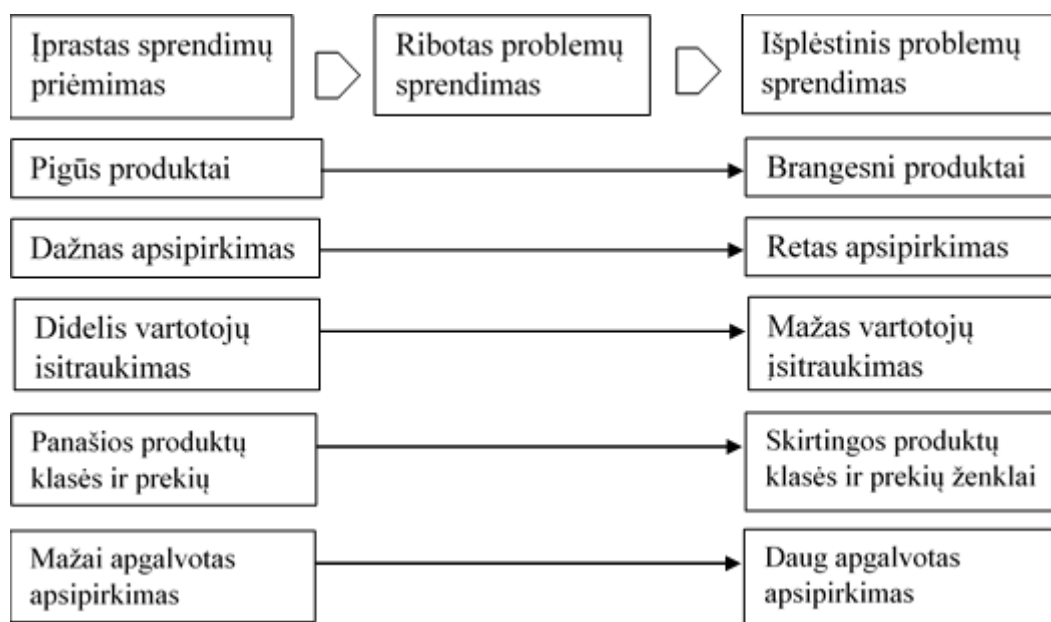 Įprastas sprendimų
priėmimas
Ribotas problemų
sprendimas
Išplėstinis problemų
sprendimas
Pigūs produktai
Brangesni produktai
Dažnas apsipirkimas
Retas apsipirkimas
Didelis vartotojų
isitraukimas
Mažas vartotojų
įsitraukimas
Panašios produktų
klasės ir prekių
Skirtingos produktų
klasės ir prekių ženklai
Mažai apgalvotas
apsipirkimas
Daug apgalvotas
apsipirkimas